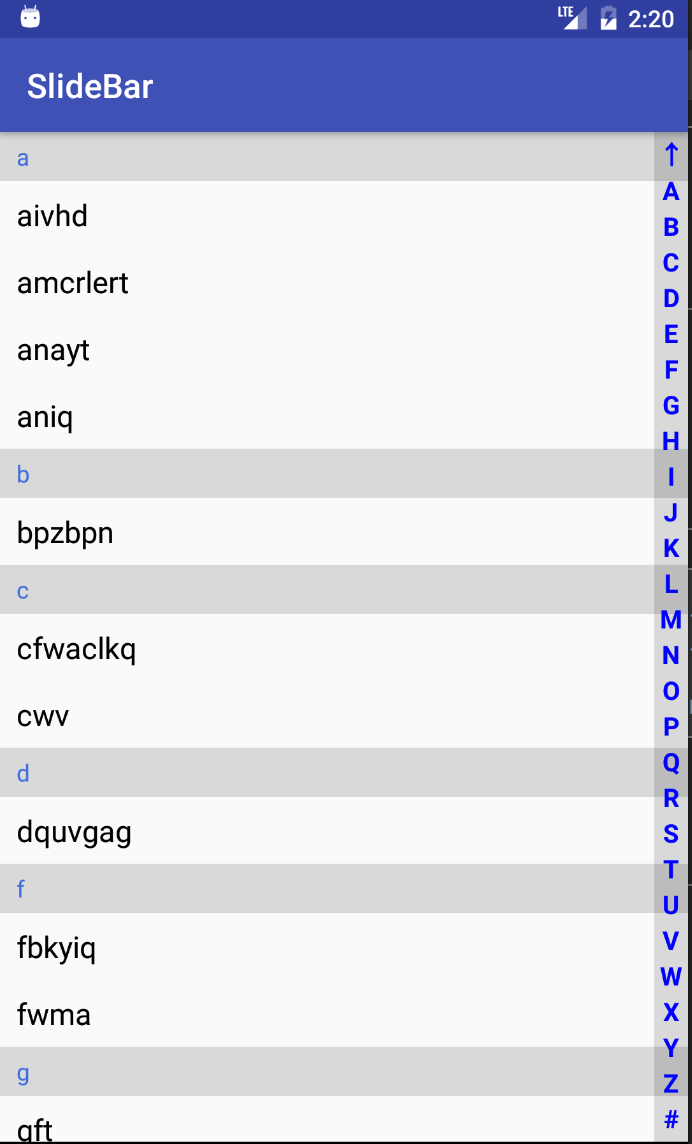 LTE 2:20
SlideBar
a
aivhd
amcrlert
anayt
aniq
b
bpzbpn
c
cfwaclkq
cwv
d
dquvgag
f
fbkyiq
fwma
g
gft
↑
A
B
C
D
E
F
G
H
I
J
K
L
M
N
O
P
Q
R
S
T
U
V
W
X
Y
Z
#